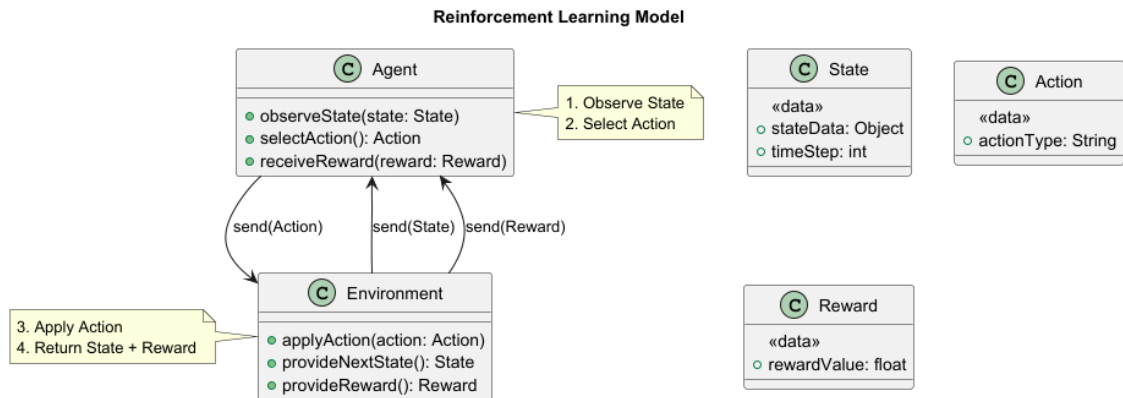 Reinforcement Learning Model
C Agent
observeState(state: State)
selectAction(): Action
receiveReward(reward: Reward)
1. Observe State
2. Select Action
C State
«data»
stateData: Object
timeStep: int
C Action
«data»
actionType: String
send(Action)
send(State)
send(Reward)
C Environment
applyAction(action: Action)
provideNextState(): State
provideReward(): Reward
3. Apply Action
4. Return State + Reward
C Reward
«data»
rewardValue: float